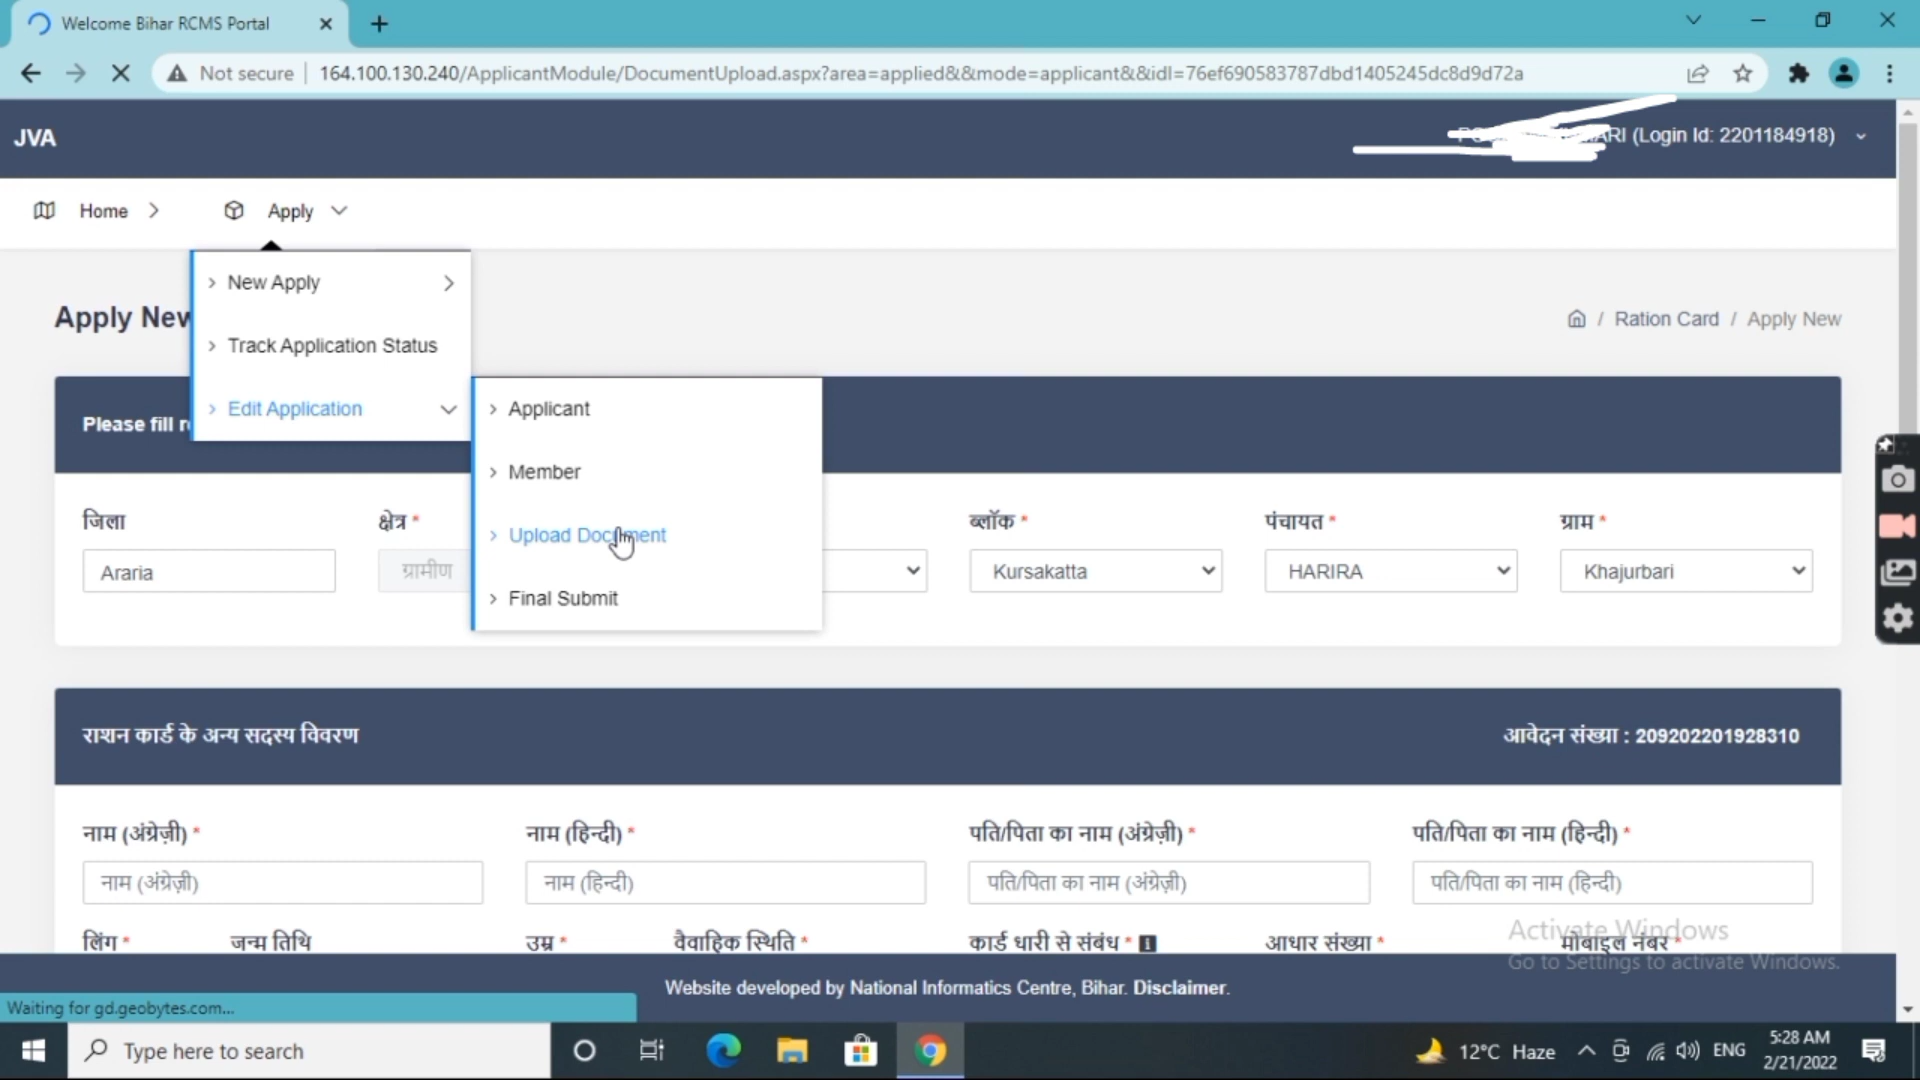 Welcome Bihar RCMS Portal
Not secure
164.100.130.240/ApplicantModule/DocumentUpload.aspx?area=applied&&mode=applicant&&idl=76ef690583787dbd1405245dc8d9d72a
JVA
ARI (Login Id: 2201184918)
Home
Apply
New Apply
Track Application Status
Edit Application
Applicant
Member
Upload Document
Final Submit
Apply New
/ Ration Card / Apply New
Please fill
जिला
क्षेत्र *
ब्लॉक *
पंचायत *
ग्राम *
Araria
ग्रामीण
Kursakatta
HARIRA
Khajurbari
राशन कार्ड के अन्य सदस्य विवरण
आवेदन संख्या : 209202201928310
नाम (अंग्रेज़ी) *
नाम (हिन्दी) *
पति/पिता का नाम (अंग्रेज़ी) *
पति/पिता का नाम (हिन्दी) *
नाम (अंग्रेज़ी)
नाम (हिन्दी)
पति/पिता का नाम (अंग्रेज़ी)
पति/पिता का नाम (हिन्दी)
लिंग *
जन्म तिथि
उम्र *
वैवाहिक स्थिति *
कार्ड धारी से संबंध *
आधार संख्या *
मोबाइल नंबर *
Activate Windows
Go to Settings to activate Windows.
Website developed by National Informatics Centre, Bihar. Disclaimer.
Waiting for gd.geobytes.com...
Type here to search
12°C Haze
ENG
5:28 AM
2/21/2022